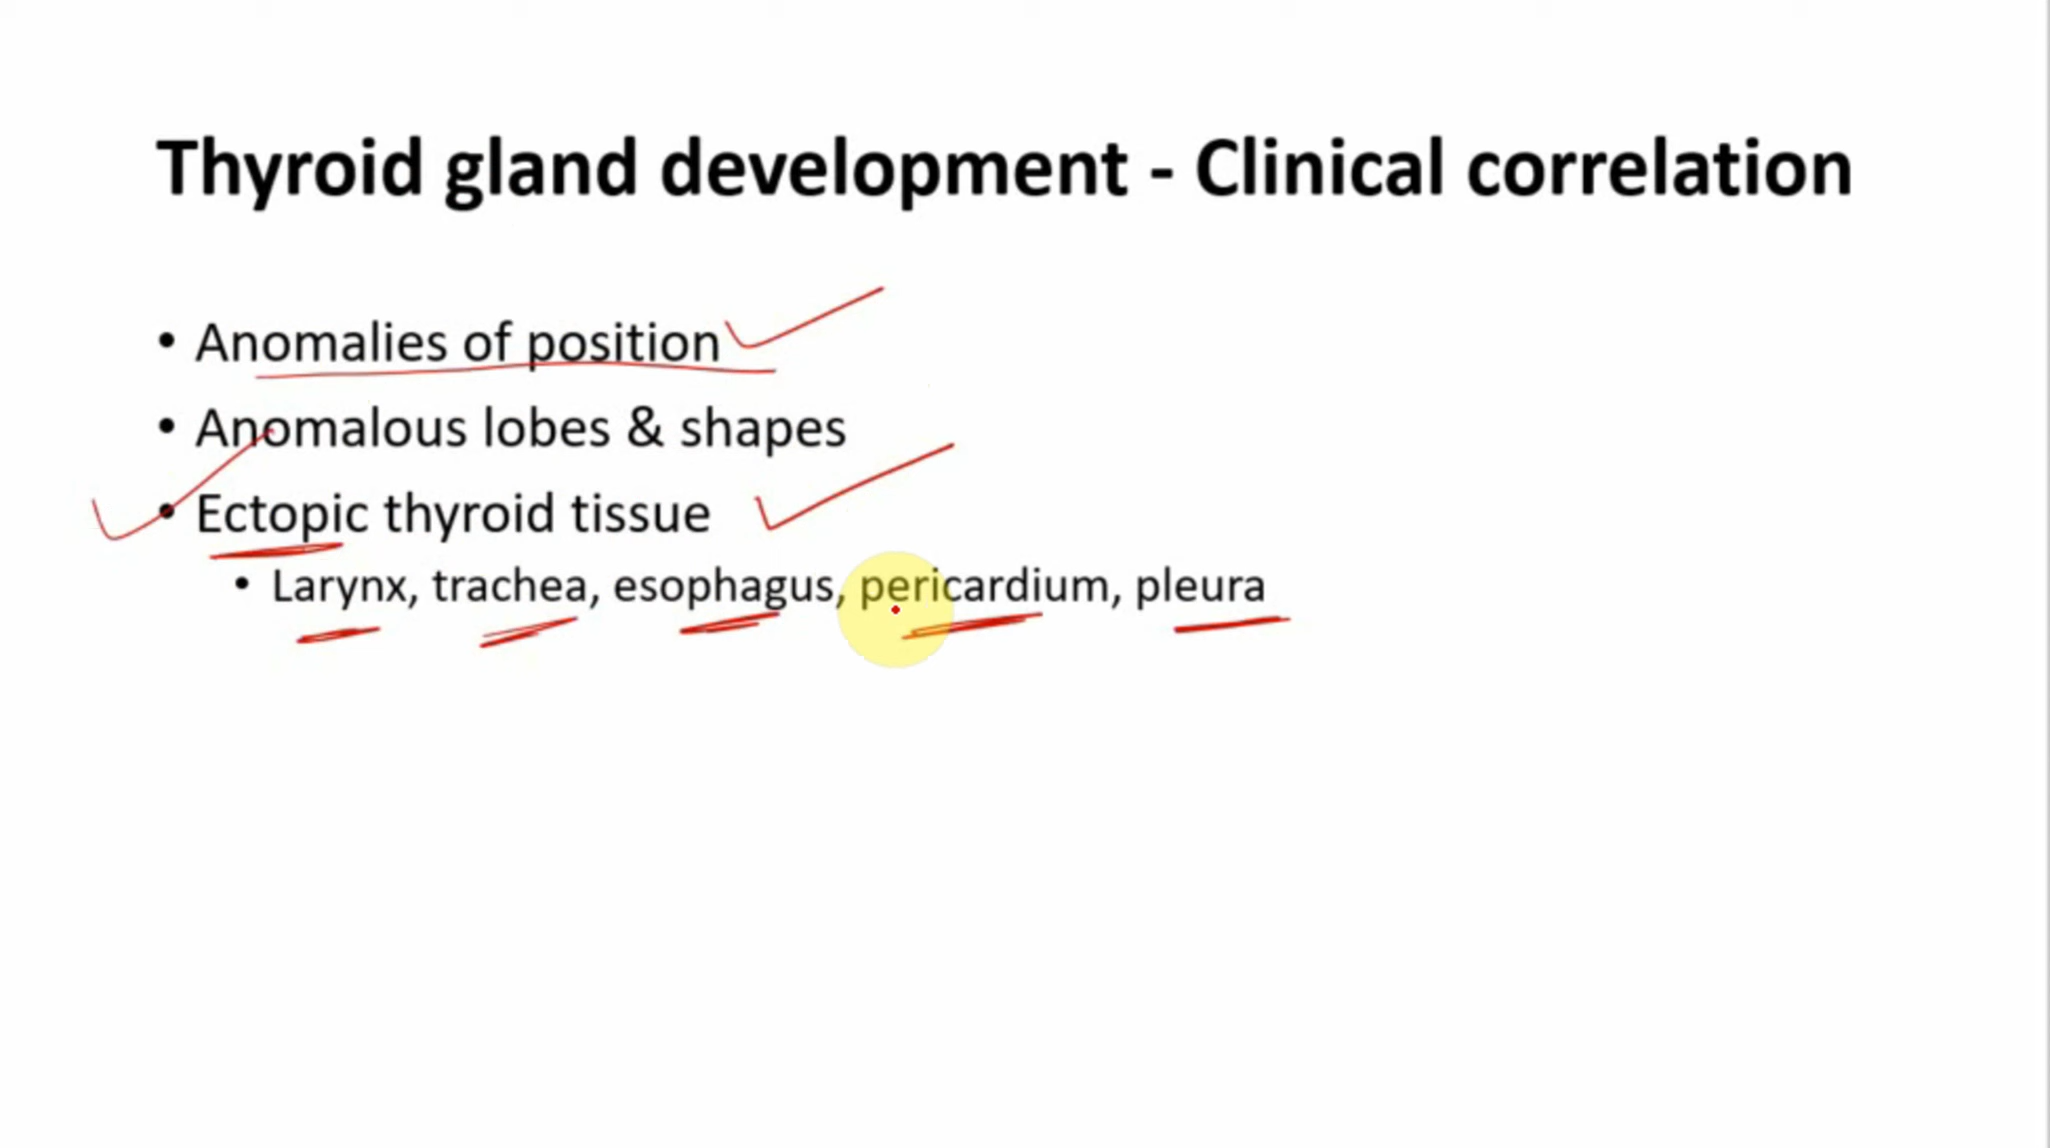 Thyroid gland development - Clinical correlation
• Anomalies of position
• Anomalous lobes & shapes
• Ectopic thyroid tissue
• Larynx, trachea, esophagus, pericardium, pleura